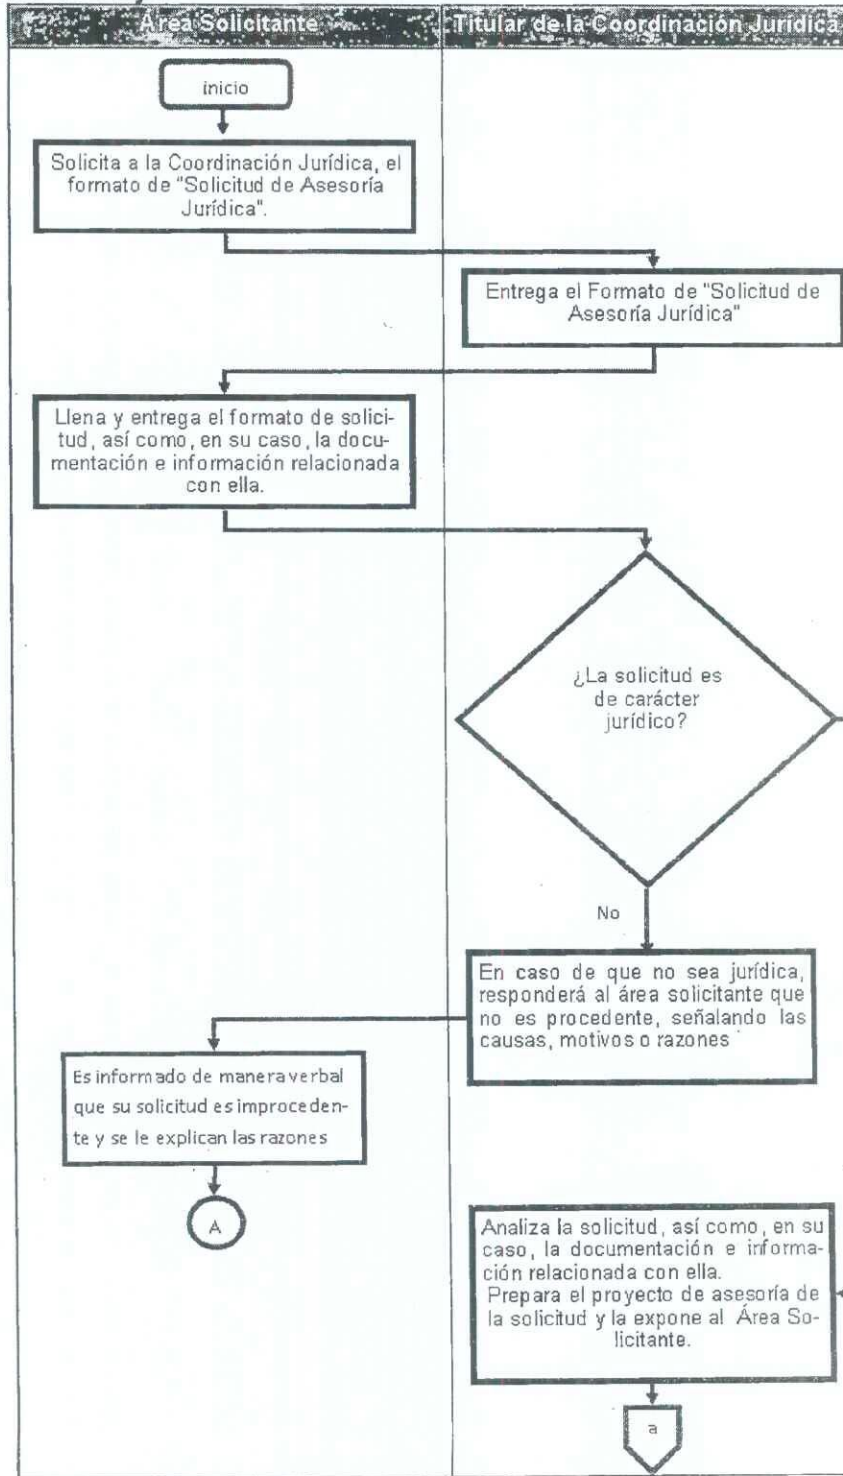 Área Solicitante
Titular de la Coordinación Jurídica
inicio
Solicita a la Coordinación Jurídica, el
formato de "Solicitud de Asesoría
Jurídica".
Entrega el Formato de "Solicitud de
Asesoría Jurídica"
Llena y entrega el formato de solici-
tud, así como, en su caso, la docu-
mentación e información relacionada
con ella.
¿La solicitud es
de carácter
jurídico?
No
En caso de que no sea jurídica,
responderá al área solicitante que
no es procedente, señalando las
causas, motivos o razones
Es informado de manera verbal
que su solicitud es improceden-
te y se le explican las razones
A
Analiza la solicitud, así como, en su
caso, la documentación e informa-
ción relacionada con ella.
Prepara el proyecto de asesoría de
la solicitud y la expone al Área So-
licitante.
a